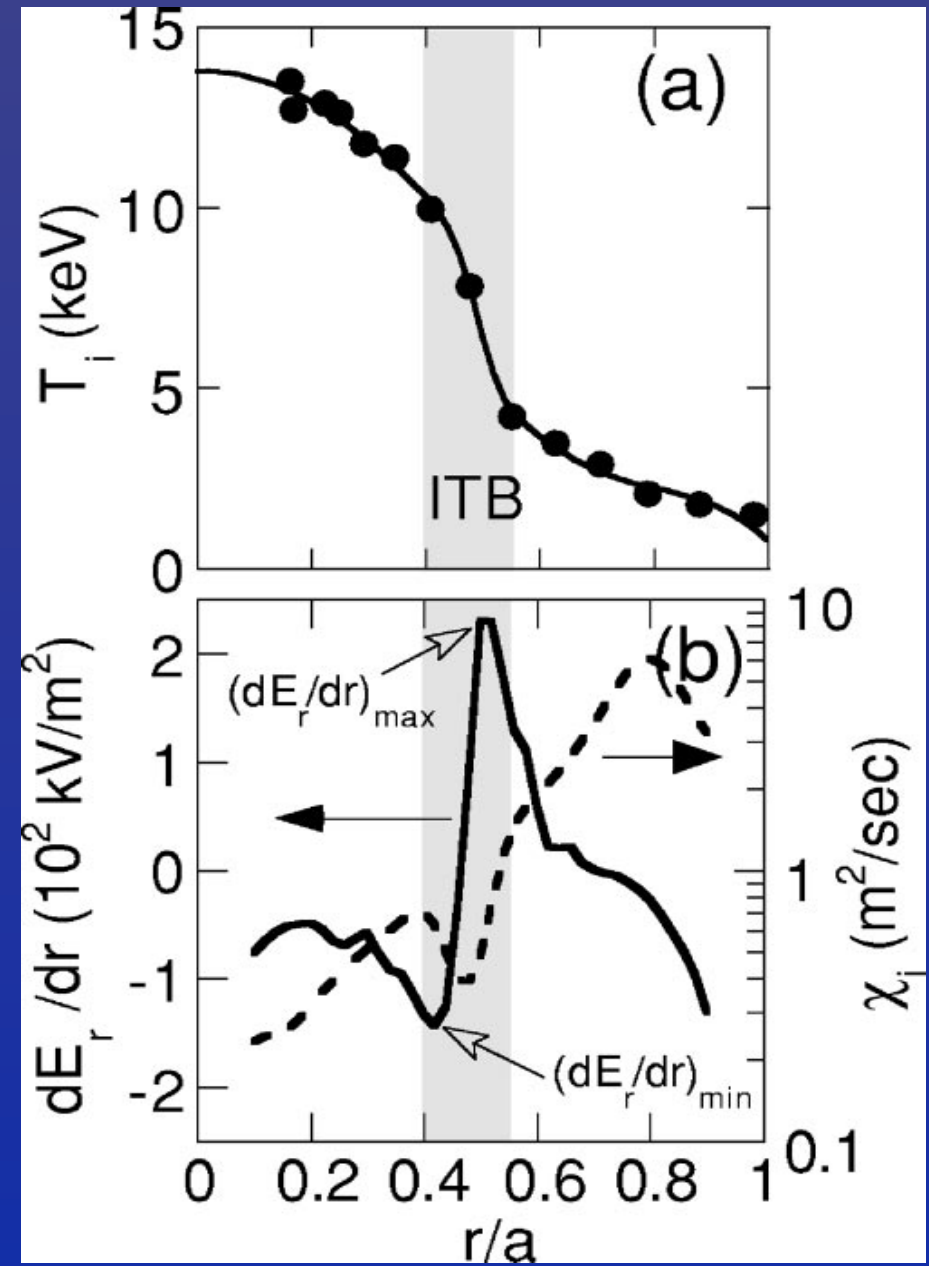 15
(a)
10
5
0
T_i (keV)
ITB
2
1
0
-1
-2
dE_r/dr (10^2 kV/m^2)
(b)
(dE_r/dr)_max
(dE_r/dr)_min
10
1
0.1
χ_i (m^2/sec)
0 0.2 0.4 0.6 0.8 1
r/a